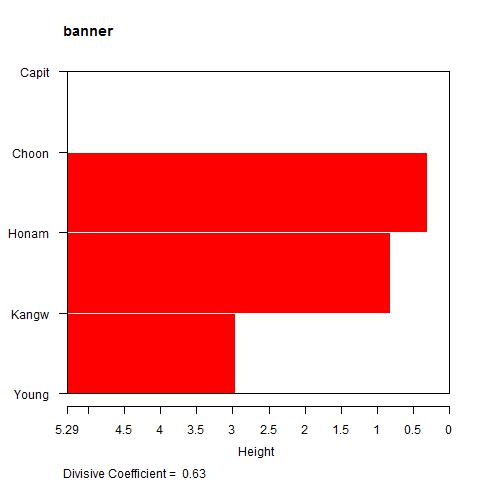 banner
Capit
Choon
Honam
Kangw
Young
5.29 4.5 4 3.5 3 2.5 2 1.5 1 0.5 0
Height
Divisive Coefficient = 0.63